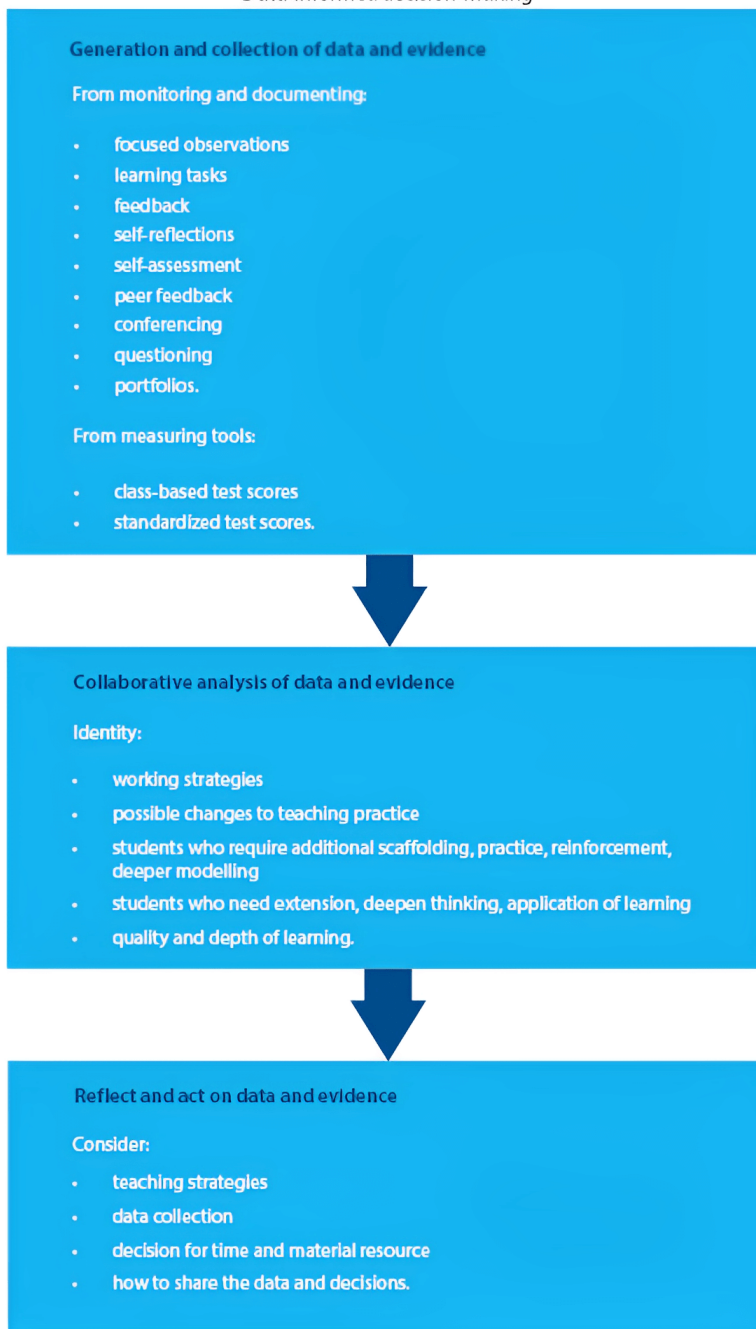 Data-informed decision-making
Generation and collection of data and evidence
From monitoring and documenting:
• focused observations
• learning tasks
• feedback
• self-reflections
• self-assessment
• peer feedback
• conferencing
• questioning
• portfolios.
From measuring tools:
• class-based test scores
• standardized test scores.
Collaborative analysis of data and evidence
Identity:
• working strategies
• possible changes to teaching practice
• students who require additional scaffolding, practice, reinforcement,
deeper modelling
• students who need extension, deepen thinking, application of learning
• quality and depth of learning.
Reflect and act on data and evidence
Consider:
• teaching strategies
• data collection
• decision for time and material resource
• how to share the data and decisions.